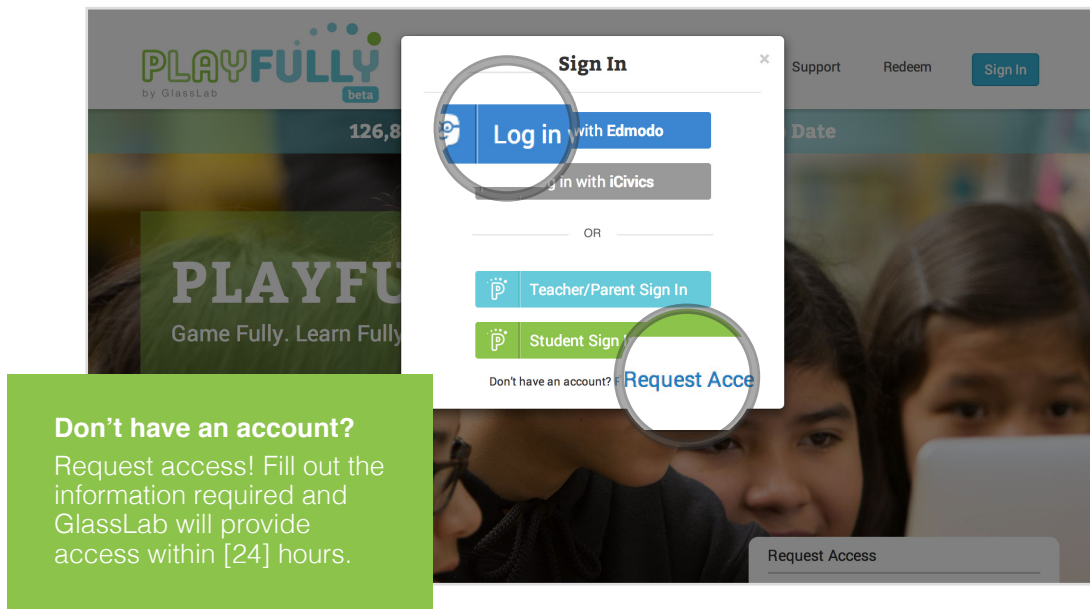 PLAYFULLY
by GlassLab
beta
Support
Redeem
Sign In
126,8
Date
Sign In
×
Log in with Edmodo
in with iCivics
OR
Teacher/Parent Sign In
Student Sign
Don't have an account? Request Acce
PLAYFU
Game Fully. Learn Fully
Don't have an account?
Request access! Fill out the
information required and
GlassLab will provide
access within [24] hours.
Request Access